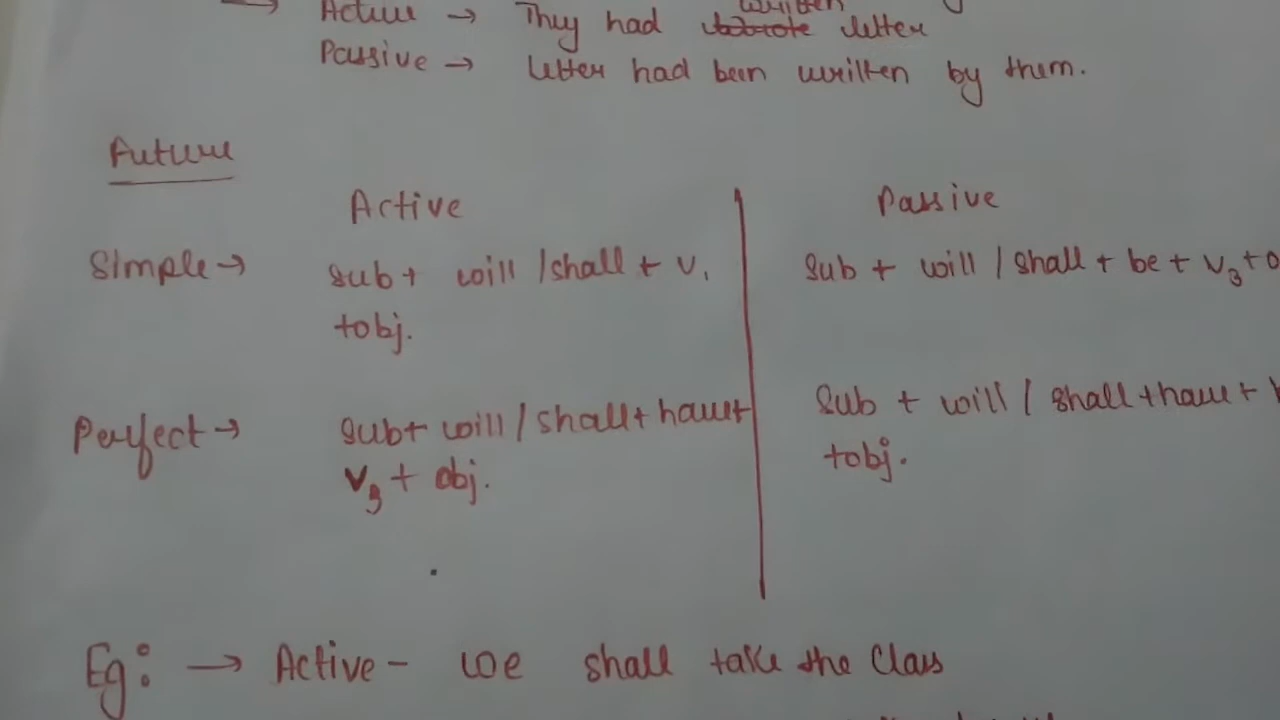 written
→ Active → They had wrote letter
Passive → letter had been written by them.
Future
Active Passive
Simple → sub + will / shall + v1 sub + will / shall + be + v3 + o
+obj.
Perfect → sub + will / shall + have + sub + will / shall + have +
v3 + obj. +obj.
Eg: → Active - we shall take the class